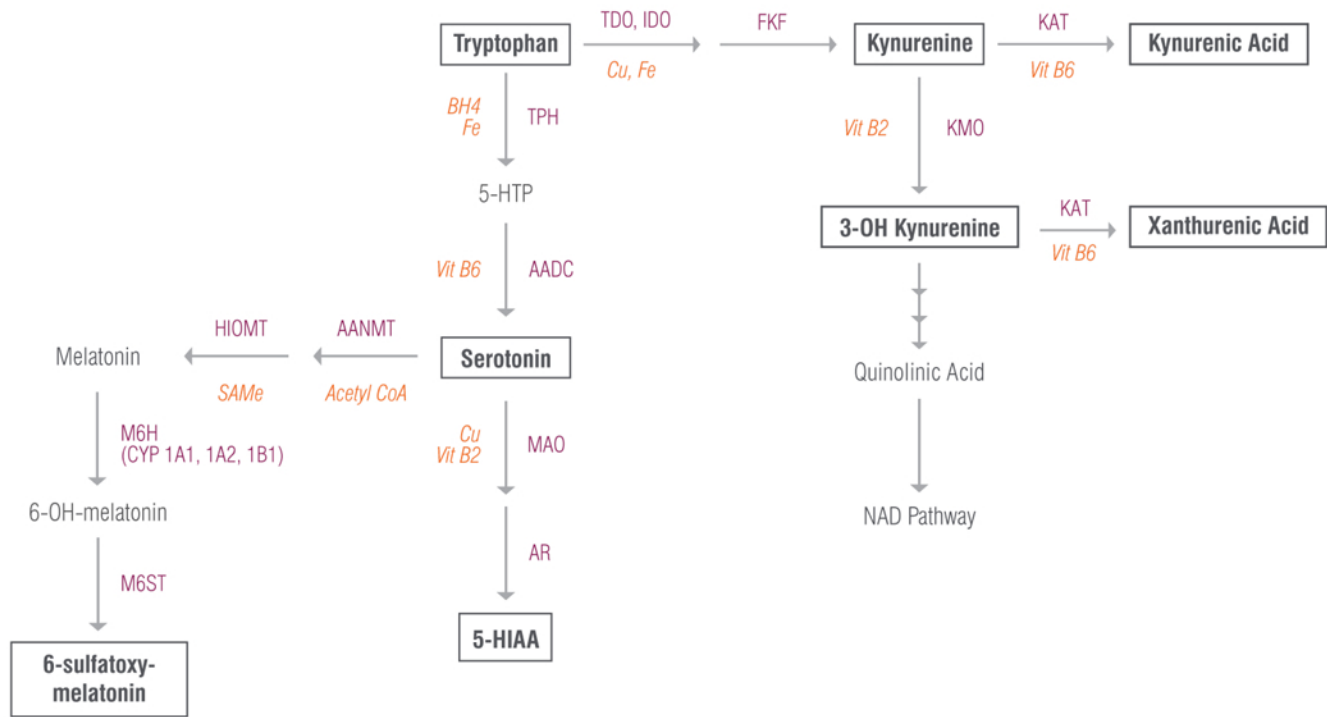 TDO, IDO
FKF
KAT
Tryptophan
Kynurenine
Kynurenic Acid
Cu, Fe
Vit B6
BH4
Fe
TPH
Vit B2
KMO
5-HTP
3-OH Kynurenine
KAT
Xanthurenic Acid
Vit B6
Vit B6
AADC
HIOMT
AANMT
Melatonin
Serotonin
Quinolinic Acid
SAMe
Acetyl CoA
M6H
(CYP 1A1, 1A2, 1B1)
Cu
Vit B2
MAO
6-OH-melatonin
NAD Pathway
AR
M6ST
5-HIAA
6-sulfatoxy-
melatonin